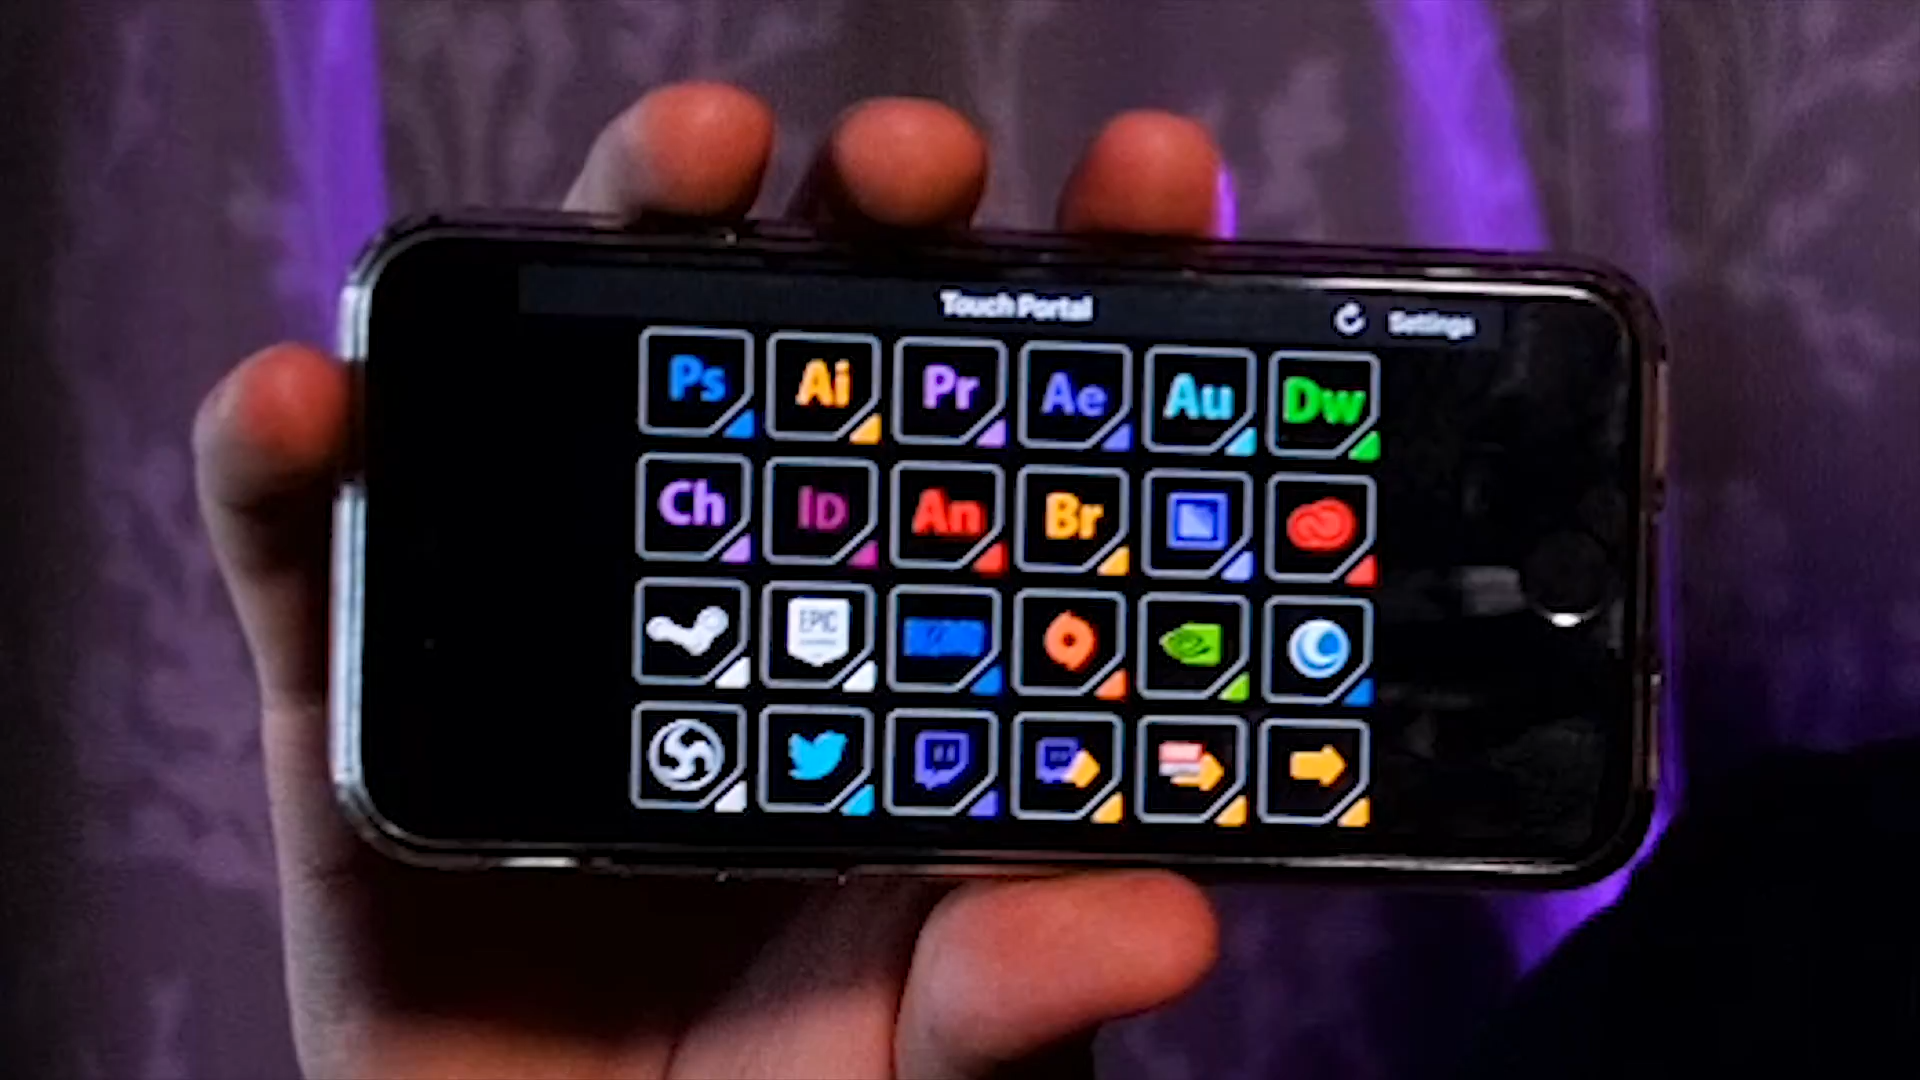 Touch Portal
Settings
Ps Ai Pr Ae Au Dw
Ch ID An Br
EPIC